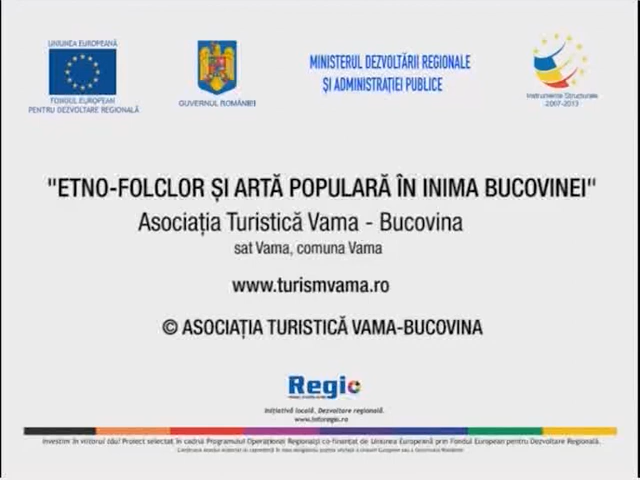 UNIUNEA EUROPEANĂ
FONDUL EUROPEAN
PENTRU DEZVOLTARE REGIONALĂ
GUVERNUL ROMÂNIEI
MINISTERUL DEZVOLTĂRII REGIONALE
ȘI ADMINISTRAȚIEI PUBLICE
Instrumente Structurale
2007-2013
"ETNO-FOLCLOR ȘI ARTĂ POPULARĂ ÎN INIMA BUCOVINEI"
Asociația Turistică Vama - Bucovina
sat Vama, comuna Vama
www.turismvama.ro
© ASOCIAȚIA TURISTICĂ VAMA-BUCOVINA
Regio
Inițiativă locală. Dezvoltare regională.
www.inforegio.ro
Investim în viitorul tău! Proiect selectat în cadrul Programului Operațional Regional și co-finanțat de Uniunea Europeană prin Fondul European pentru Dezvoltare Regională.